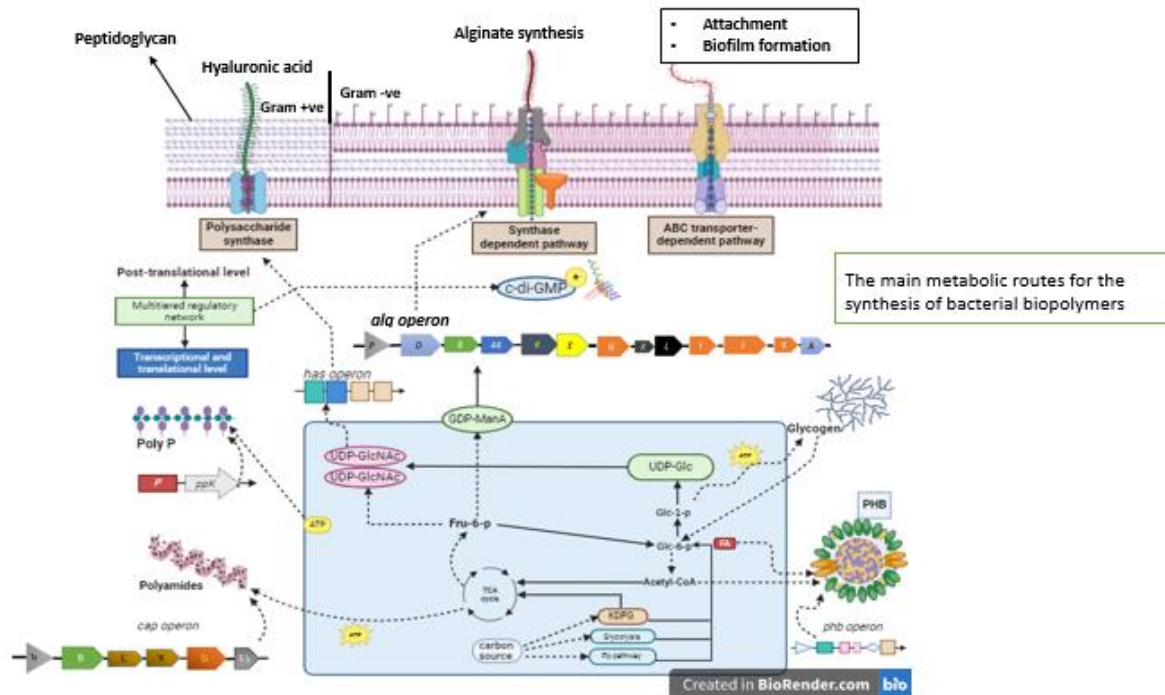 Peptidoglycan
Hyaluronic acid
Gram +ve
Gram -ve
Alginate synthesis
Attachment
Biofilm formation
Polysaccharide
synthase
Synthase
dependent pathway
ABC transporter-
dependent pathway
Post-translational level
Multitiered regulatory
network
Transcriptional and
translational level
c-di-GMP
+
The main metabolic routes for the
synthesis of bacterial biopolymers
alg operon
P
D
8
44
K
E
G
X
L
has operon
GDP-ManA
Poly P
P
ppK
UDP-GlcNAc
UDP-GlcNAc
UDP-Glc
ATP
Glycogen
Glc-1-p
Fru-6-p
Glc-6-p
FA
PHB
ATP
Acetyl CoA
Polyamides
TCA
cycle
KDPG
ATP
carbon
source
Glycolysis
cap operon
B
C
G
phb operon
Created in BioRender.com bio